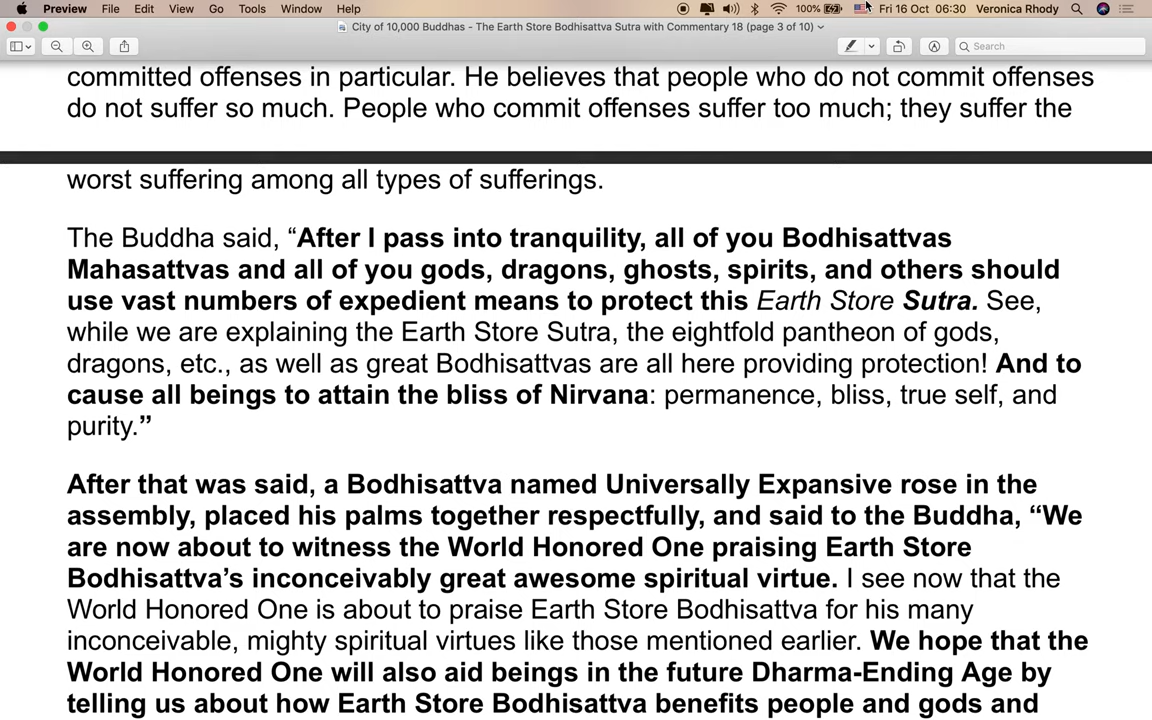 Preview File Edit View Go Tools Window Help 100% Fri 16 Oct 06:30 Veronica Rhody
City of 10,000 Buddhas - The Earth Store Bodhisattva Sutra with Commentary 18 (page 3 of 10)
Search
committed offenses in particular. He believes that people who do not commit offenses
do not suffer so much. People who commit offenses suffer too much; they suffer the
worst suffering among all types of sufferings.
The Buddha said, “After I pass into tranquility, all of you Bodhisattvas
Mahasattvas and all of you gods, dragons, ghosts, spirits, and others should
use vast numbers of expedient means to protect this Earth Store Sutra. See,
while we are explaining the Earth Store Sutra, the eightfold pantheon of gods,
dragons, etc., as well as great Bodhisattvas are all here providing protection! And to
cause all beings to attain the bliss of Nirvana: permanence, bliss, true self, and
purity.”
After that was said, a Bodhisattva named Universally Expansive rose in the
assembly, placed his palms together respectfully, and said to the Buddha, “We
are now about to witness the World Honored One praising Earth Store
Bodhisattva’s inconceivably great awesome spiritual virtue. I see now that the
World Honored One is about to praise Earth Store Bodhisattva for his many
inconceivable, mighty spiritual virtues like those mentioned earlier. We hope that the
World Honored One will also aid beings in the future Dharma-Ending Age by
telling us about how Earth Store Bodhisattva benefits people and gods and